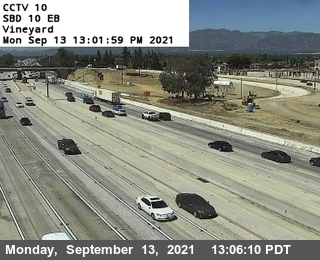 CCTV 10
SBD 10 EB
Vineyard
Mon Sep 13 13:01:59 PM 2021
Monday, September 13, 2021 13:06:10 PDT